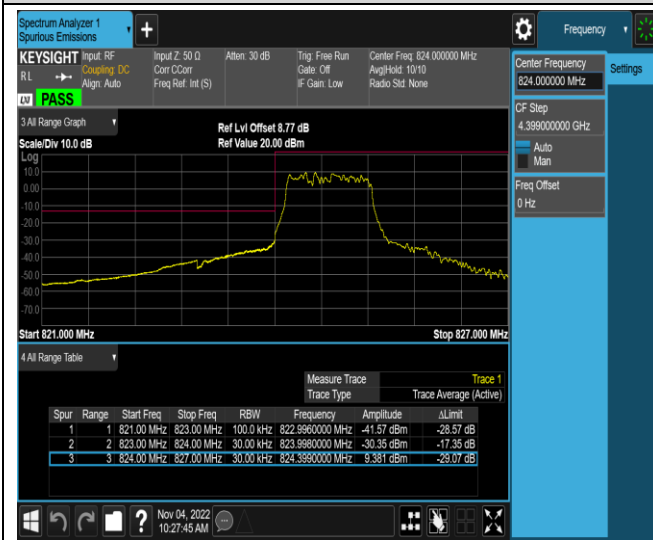 Spectrum Analyzer 1
Spurious Emissions
Frequency
KEYSIGHT Input: RF Input Z: 50 Ω Atten: 30 dB Trig: Free Run Center Freq: 824.000000 MHz
R L Coupling: DC Corr CCorr Gate: Off Avg|Hold: 10/10
Align: Auto Freq Ref: Int (S) IF Gain: Low Radio Std: None
LXI PASS
Center Frequency
824.000000 MHz
Settings
CF Step
4.399000000 GHz
Auto
Man
Freq Offset
0 Hz
3 All Range Graph
Ref Lvl Offset 8.77 dB
Scale/Div 10.0 dB Ref Value 20.00 dBm
Log
10.0
0.00
-10.0
-20.0
-30.0
-40.0
-50.0
-60.0
-70.0
Start 821.000 MHz Stop 827.000 MHz
4 All Range Table
Measure Trace Trace 1
Trace Type Trace Average (Active)
Spur Range Start Freq Stop Freq RBW Frequency Amplitude ΔLimit
1 1 821.00 MHz 823.00 MHz 100.0 kHz 822.9960000 MHz -41.57 dBm -28.57 dB
2 2 823.00 MHz 824.00 MHz 30.00 kHz 823.9980000 MHz -30.35 dBm -17.35 dB
3 3 824.00 MHz 827.00 MHz 30.00 kHz 824.3990000 MHz 9.381 dBm -29.07 dB
Nov 04, 2022
10:27:45 AM